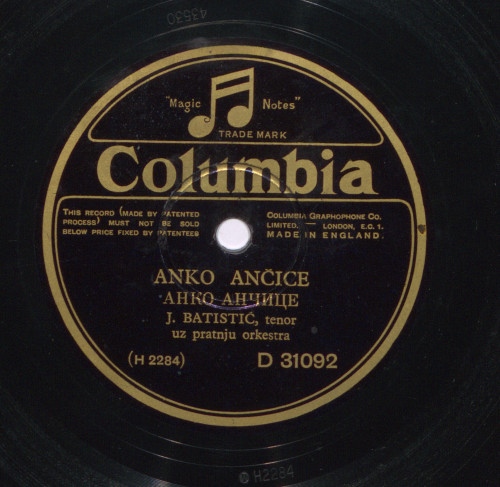 43530
"Magic Notes"
TRADE MARK
Columbia
THIS RECORD (MADE BY PATENTED
PROCESS) MUST NOT BE SOLD
BELOW PRICE FIXED BY PATENTEES
COLUMBIA GRAPHOPHONE CO.
LIMITED. — LONDON, E.C. 1.
MADE IN ENGLAND.
ANKO ANČICE
АНКО АНЧИЦЕ
J. BATISTIĆ, tenor
uz pratnju orkestra
(H 2284) D 31092
H2284